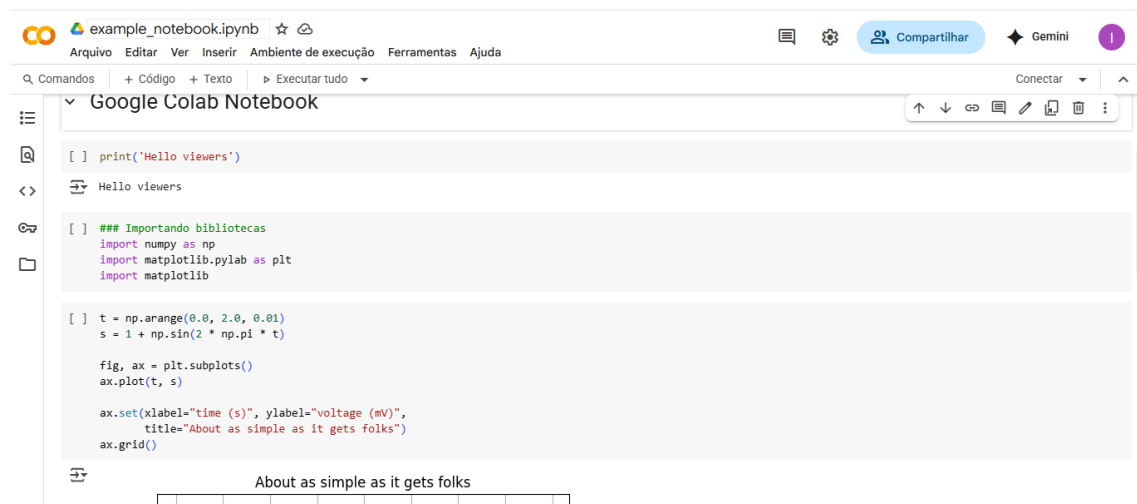 example_notebook.ipynb
Arquivo Editar Ver Inserir Ambiente de execução Ferramentas Ajuda
Compartilhar
Gemini
I
Comandos + Código + Texto Executar tudo
Conectar
Google Colab Notebook
[ ] print('Hello viewers')
Hello viewers
[ ] ### Importando bibliotecas
import numpy as np
import matplotlib.pylab as plt
import matplotlib
[ ] t = np.arange(0.0, 2.0, 0.01)
s = 1 + np.sin(2 * np.pi * t)
fig, ax = plt.subplots()
ax.plot(t, s)
ax.set(xlabel="time (s)", ylabel="voltage (mV)",
title="About as simple as it gets folks")
ax.grid()
About as simple as it gets folks